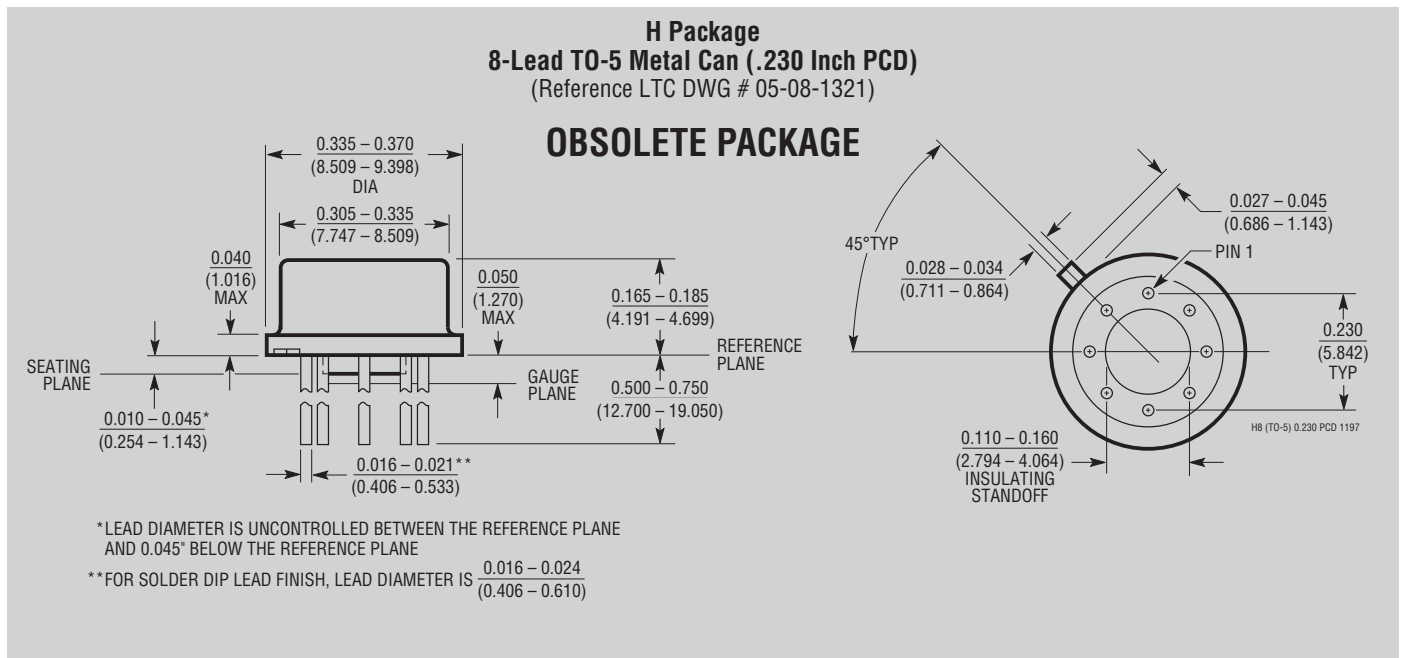 H Package
8-Lead TO-5 Metal Can (.230 Inch PCD)
(Reference LTC DWG # 05-08-1321)
OBSOLETE PACKAGE
0.335 – 0.370
(8.509 – 9.398)
DIA
0.305 – 0.335
(7.747 – 8.509)
0.040
(1.016)
MAX
0.050
(1.270)
MAX
0.165 – 0.185
(4.191 – 4.699)
REFERENCE
PLANE
SEATING
PLANE
GAUGE
PLANE
0.500 – 0.750
(12.700 – 19.050)
0.010 – 0.045*
(0.254 – 1.143)
0.016 – 0.021**
(0.406 – 0.533)
45°TYP
0.028 – 0.034
(0.711 – 0.864)
0.027 – 0.045
(0.686 – 1.143)
PIN 1
0.230
(5.842)
TYP
H8 (TO-5) 0.230 PCD 1197
0.110 – 0.160
(2.794 – 4.064)
INSULATING
STANDOFF
*LEAD DIAMETER IS UNCONTROLLED BETWEEN THE REFERENCE PLANE
AND 0.045" BELOW THE REFERENCE PLANE
**FOR SOLDER DIP LEAD FINISH, LEAD DIAMETER IS 0.016 – 0.024
(0.406 – 0.610)